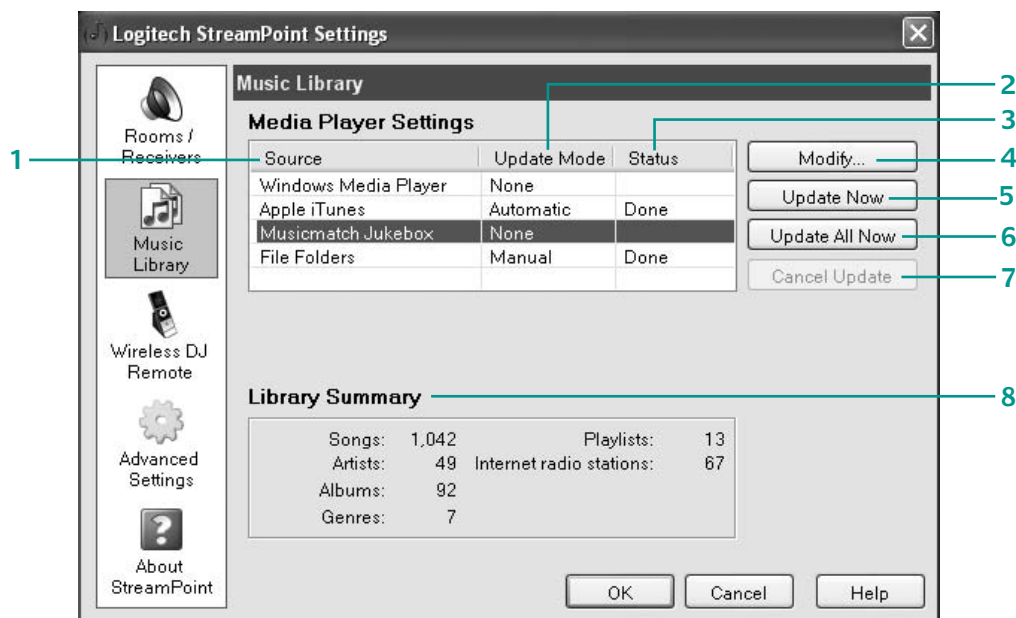 Logitech StreamPoint Settings
Rooms / Receivers
Music Library
Wireless DJ Remote
Advanced Settings
About StreamPoint
Music Library
Media Player Settings
Source Update Mode Status
Windows Media Player None
Apple iTunes Automatic Done
Musicmatch Jukebox None
File Folders Manual Done
Modify...
Update Now
Update All Now
Cancel Update
Library Summary
Songs: 1,042 Playlists: 13
Artists: 49 Internet radio stations: 67
Albums: 92
Genres: 7
OK Cancel Help
1
2
3
4
5
6
7
8